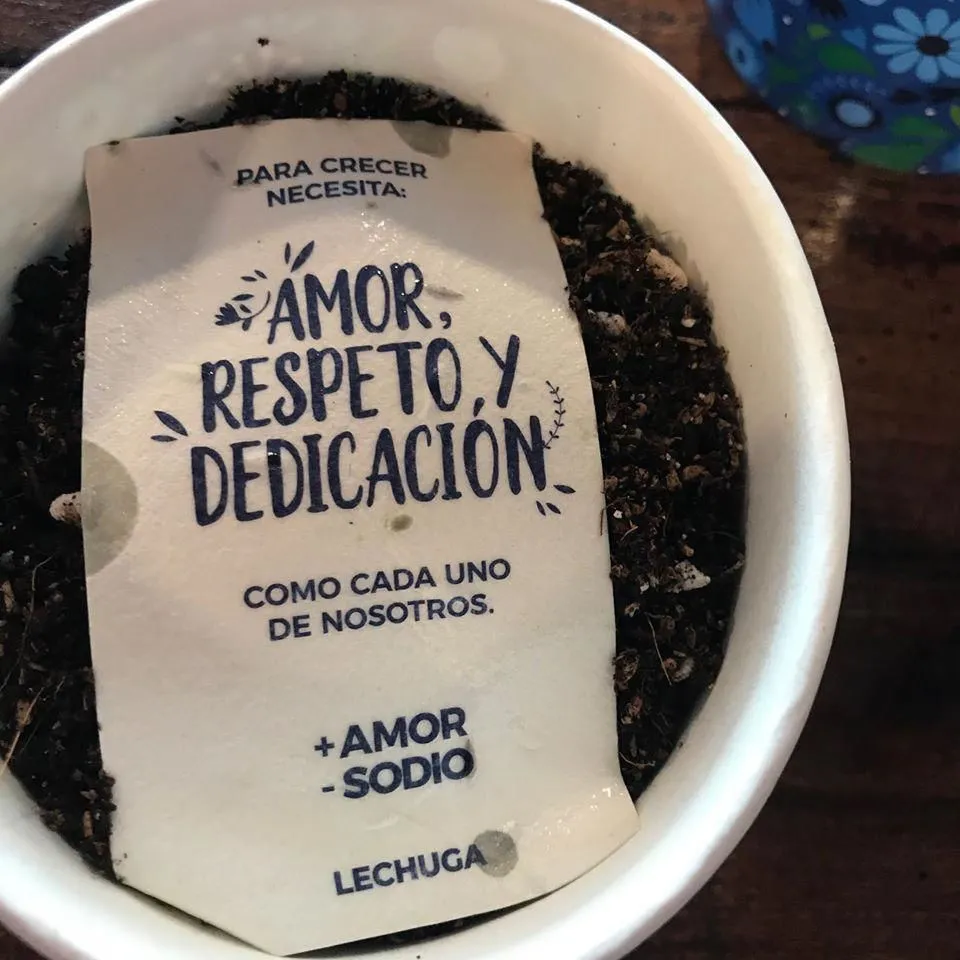 PARA CRECER
NECESITA:
AMOR,
RESPETO, Y
DEDICACIÓN
COMO CADA UNO
DE NOSOTROS.
+ AMOR
- SODIO
LECHUGA